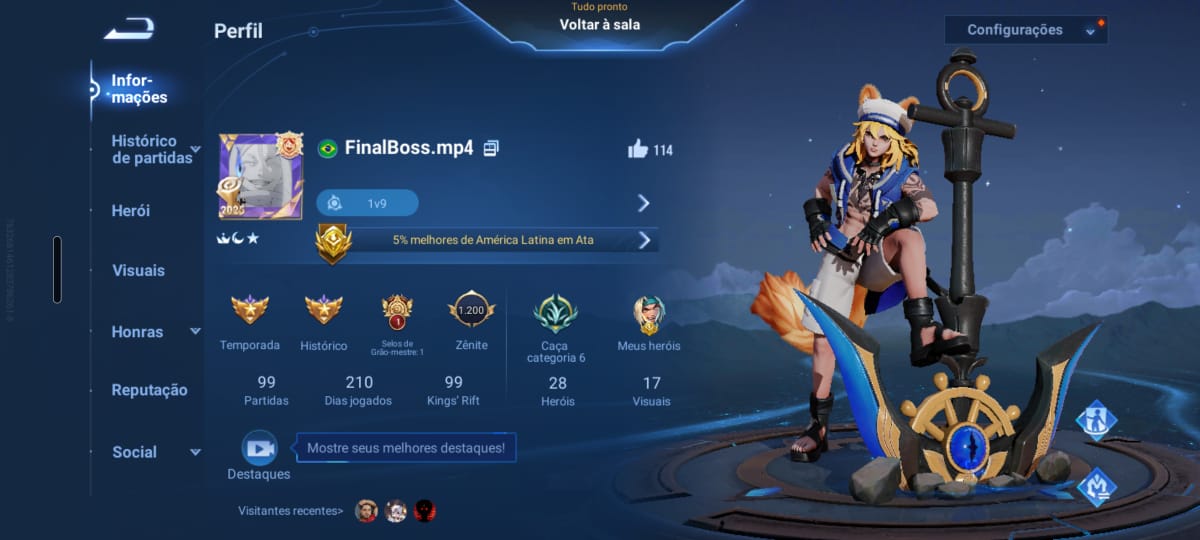 Tudo pronto
Voltar à sala
Perfil
Configurações
Infor-
mações
Histórico
de partidas
Herói
Visuais
Honras
Reputação
Social
FinalBoss.mp4
114
2025
1v9
5% melhores de América Latina em Ata
1
1.200
Temporada
Histórico
Selos de
Grão-mestre: 1
Zênite
Caça
categoria 6
Meus heróis
99
Partidas
210
Dias jogados
99
Kings' Rift
28
Heróis
17
Visuais
Mostre seus melhores destaques!
Destaques
Visitantes recentes>